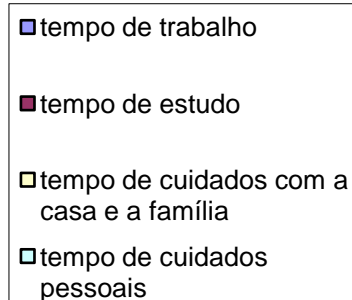 tempo de trabalho
tempo de estudo
tempo de cuidados com a
casa e a família
tempo de cuidados
pessoais